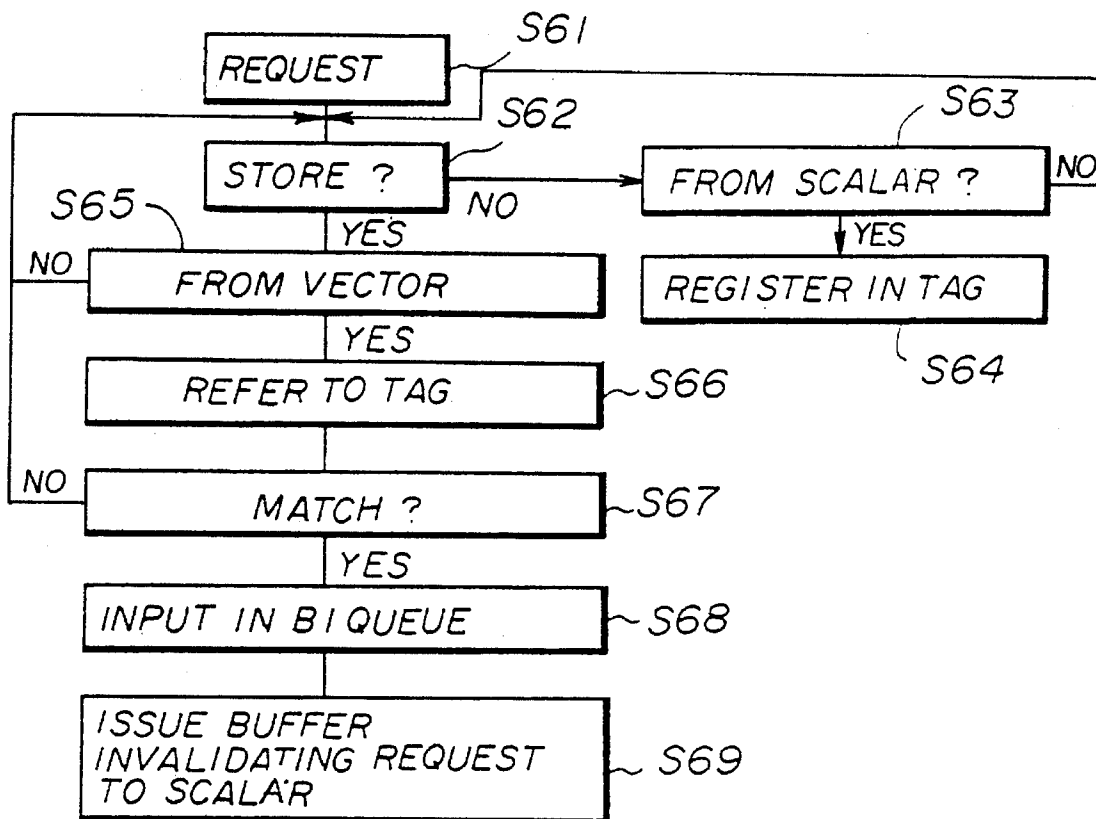 S61
REQUEST
S62
STORE ?
NO
S63
FROM SCALAR ?
NO
YES
REGISTER IN TAG
S64
YES
S65
NO
FROM VECTOR
YES
REFER TO TAG
S66
NO
MATCH ?
S67
YES
INPUT IN BI QUEUE
S68
ISSUE BUFFER
INVALIDATING REQUEST
TO SCALAR
S69